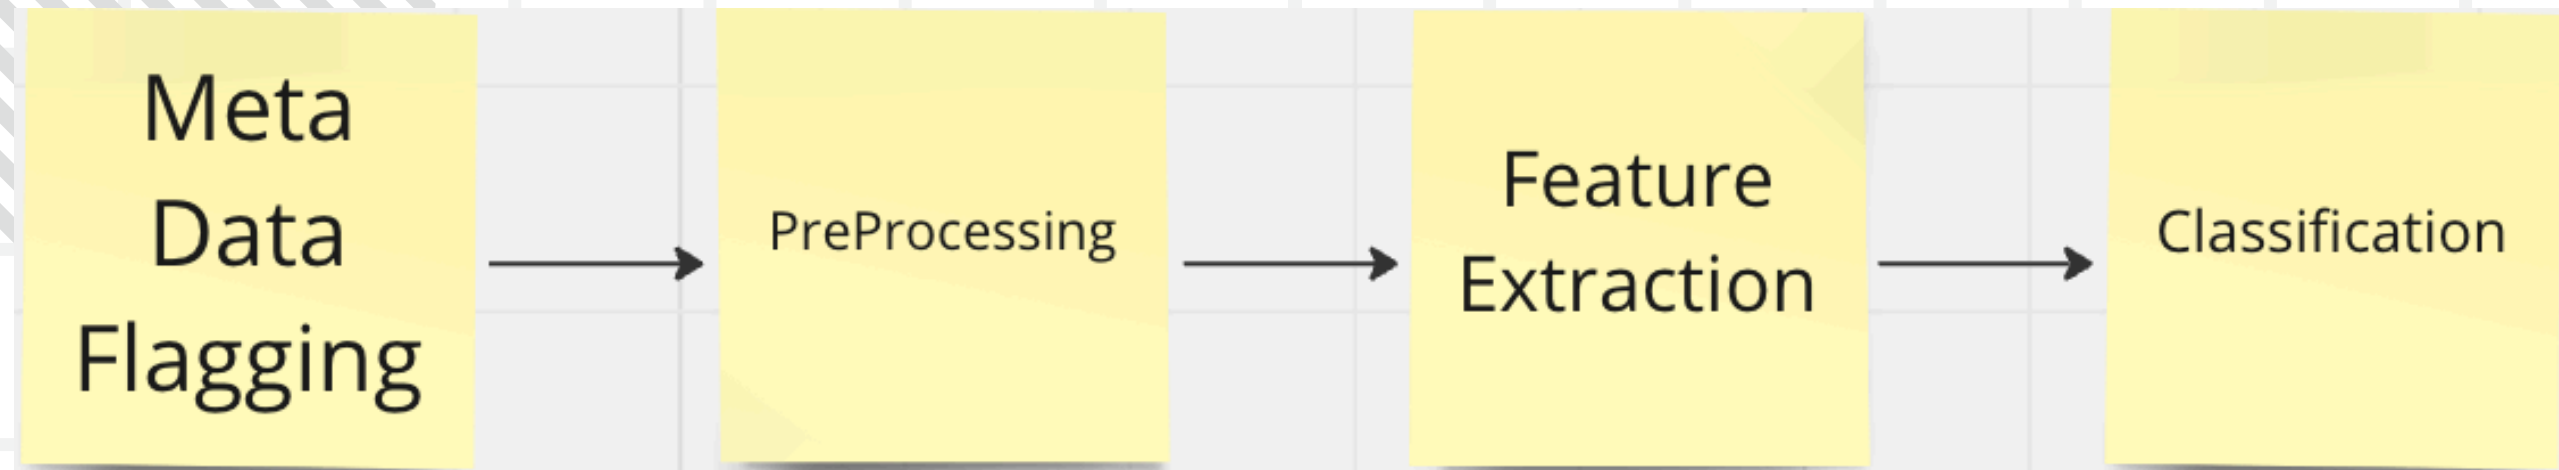 Meta
Data
Flagging
PreProcessing
Feature
Extraction
Classification